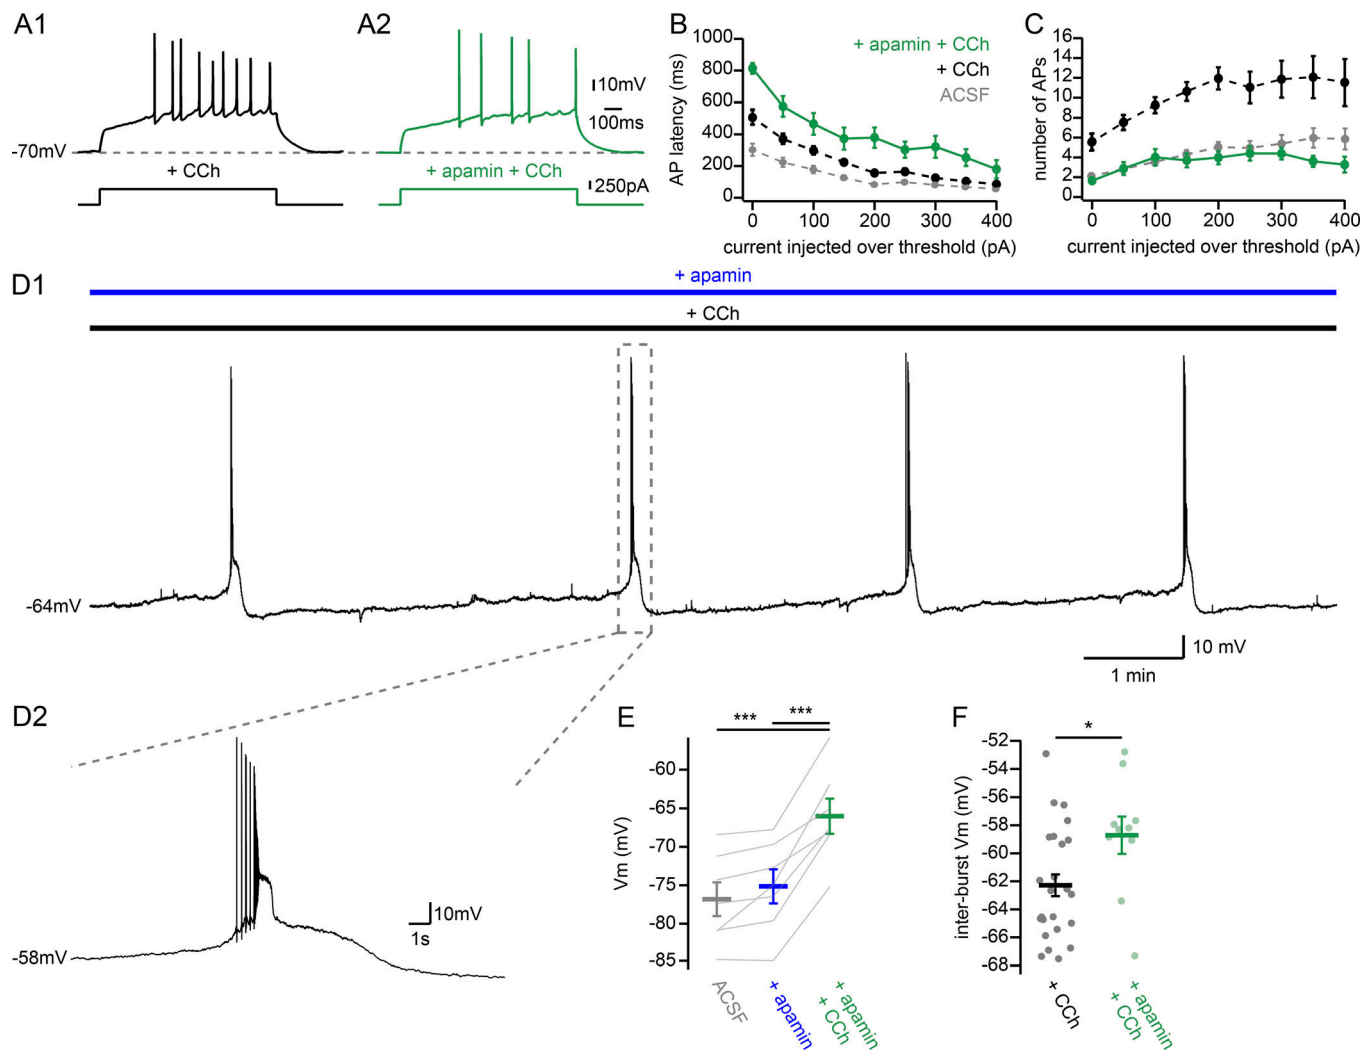 A1
A2
B
C
10mV
100ms
-70mV
+ CCh
+ apamin + CCh
250pA
AP latency (ms)
1000
800
600
400
200
0
+ apamin + CCh
+ CCh
ACSF
0 100 200 300 400
current injected over threshold (pA)
number of APs
16
14
12
10
8
6
4
2
0
0 100 200 300 400
current injected over threshold (pA)
D1
+ apamin
+ CCh
-64mV
10 mV
1 min
D2
-58mV
10mV
1s
E
*** ***
Vm (mV)
-60
-65
-70
-75
-80
-85
ACSF
+ apamin
+ apamin
+ CCh
F
*
inter-burst Vm (mV)
-52
-54
-56
-58
-60
-62
-64
-66
-68
+ CCh
+ apamin
+ CCh